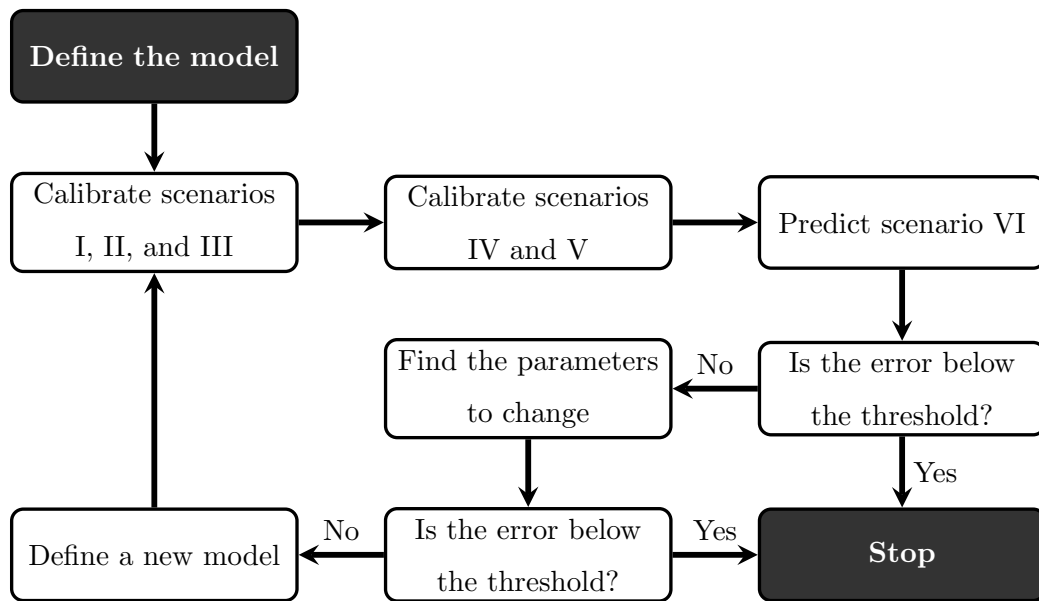 Define the model
Calibrate scenarios
I, II, and III
Calibrate scenarios
IV and V
Predict scenario VI
Find the parameters
to change
No
Is the error below
the threshold?
Yes
Define a new model
No
Is the error below
the threshold?
Yes
Stop